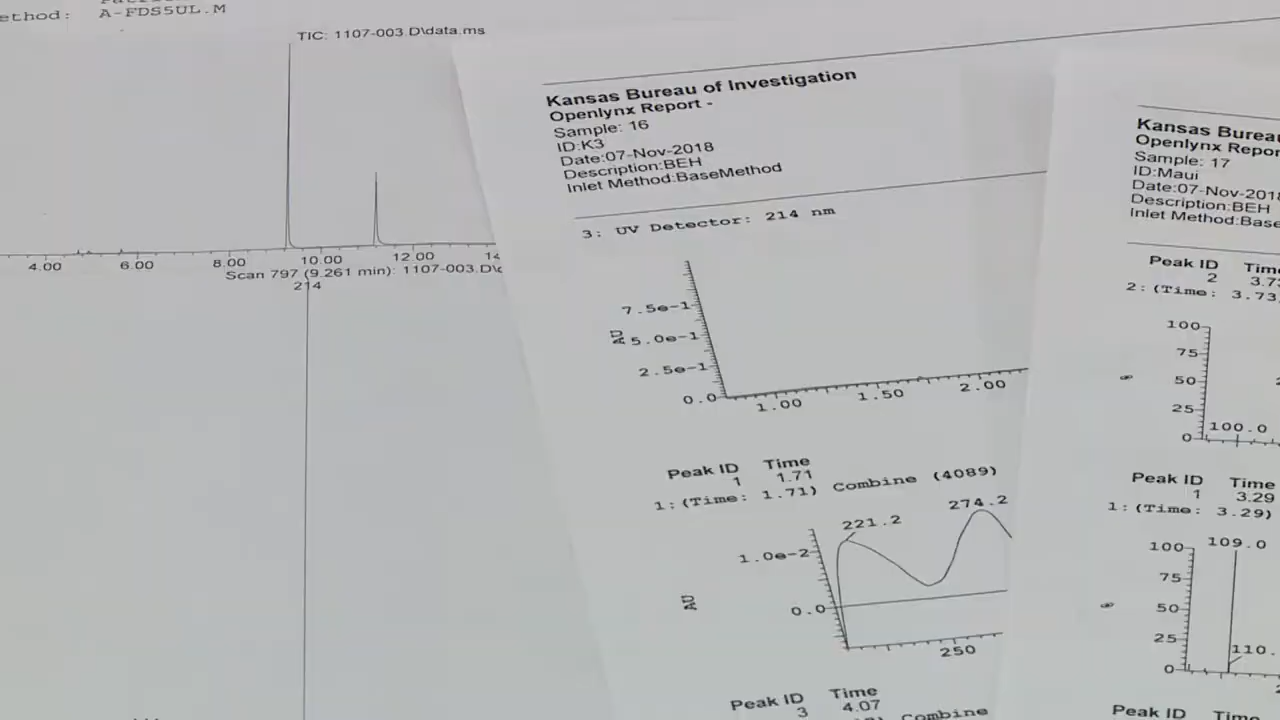 ethod: A-FDS5UL.M
TIC: 1107-003.D\data.ms
4.00 6.00 8.00 10.00 12.00 14
Scan 797 (9.261 min): 1107-003.D\d
214
Kansas Bureau of Investigation
Openlynx Report -
Sample: 16
ID:K3
Date:07-Nov-2018
Description:BEH
Inlet Method:BaseMethod
3: UV Detector: 214 nm
7.5e-1
AU
5.0e-1
2.5e-1
0.0
1.00 1.50 2.00
Peak ID Time
1 1.71
1:(Time: 1.71) Combine (4089)
221.2 274.2
1.0e-2
AU
0.0
250
Peak ID Time
3 4.07
Combine
Kansas Bureau
Openlynx Repor
Sample: 17
ID:Maui
Date:07-Nov-2018
Description:BEH
Inlet Method:Base
Peak ID Time
2 3.73
2:(Time: 3.73
100
75
%
50
25
0
100.0
Peak ID Time
1 3.29
1:(Time: 3.29)
109.0
100
75
%
50
25
0
110.
Peak ID Time